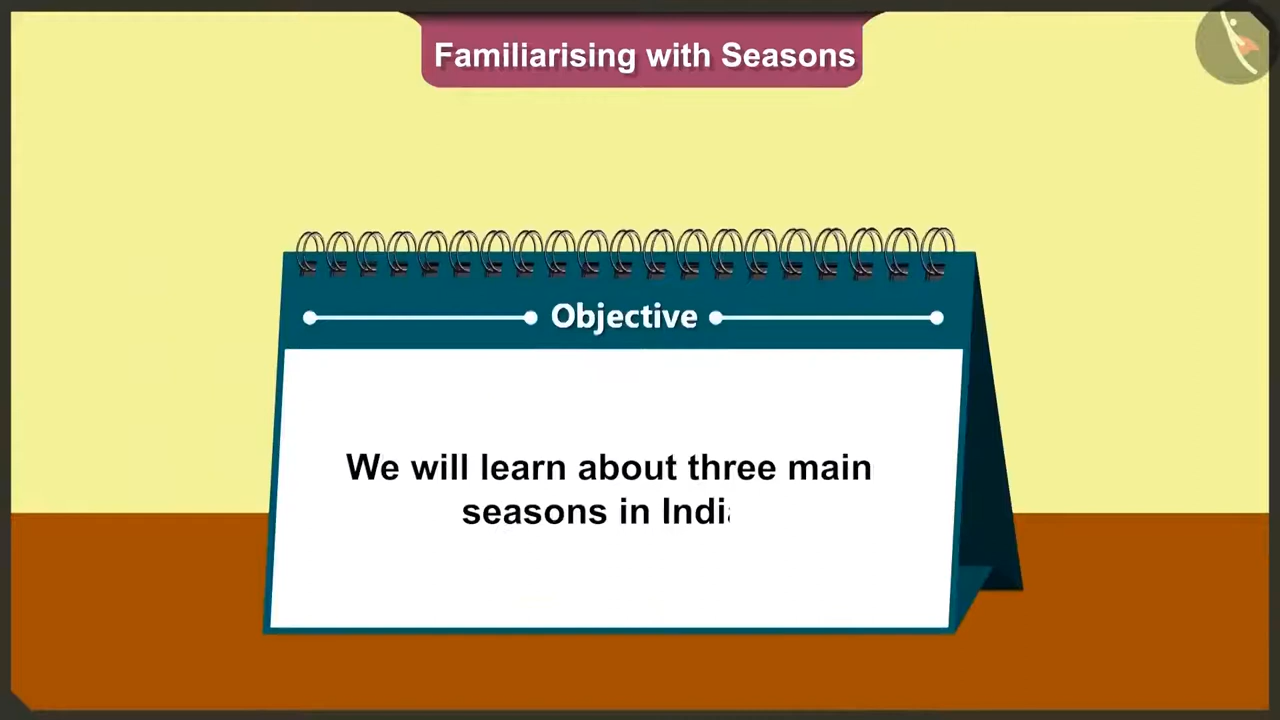 Familiarising with Seasons
Objective
We will learn about three main
seasons in Indi